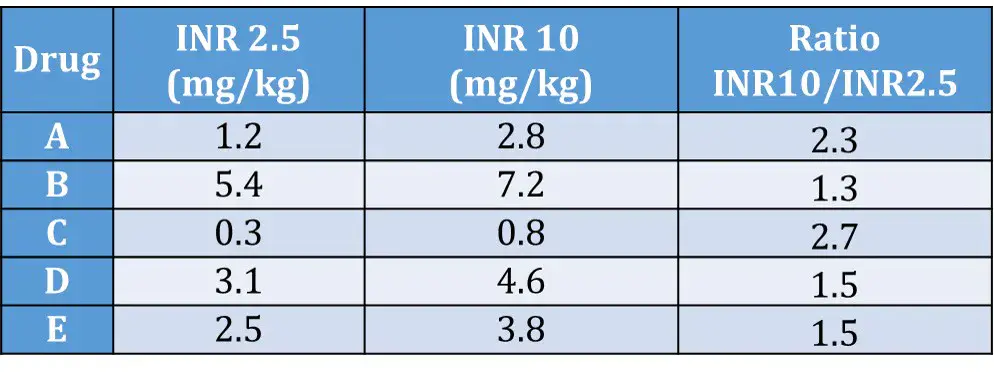 Drug INR 2.5 (mg/kg) INR 10 (mg/kg) Ratio INR10/INR2.5
A 1.2 2.8 2.3
B 5.4 7.2 1.3
C 0.3 0.8 2.7
D 3.1 4.6 1.5
E 2.5 3.8 1.5